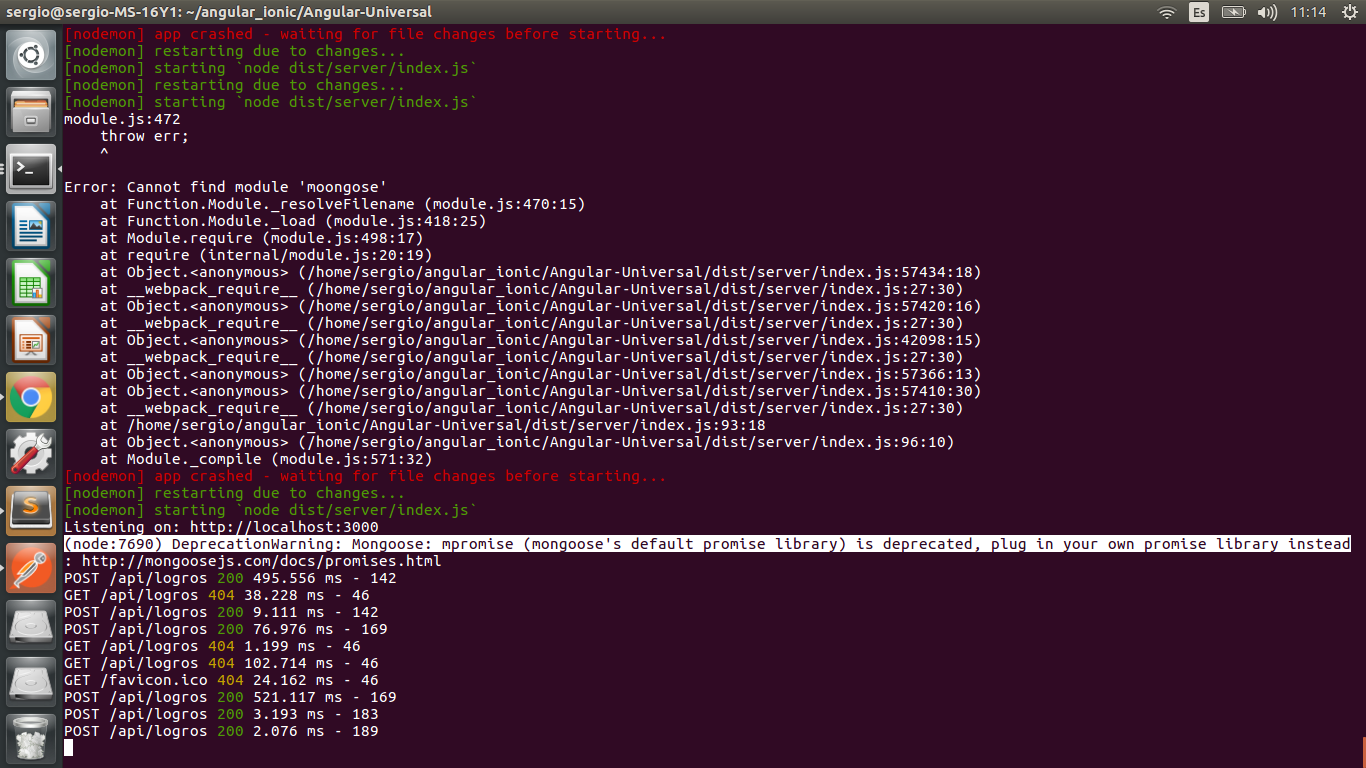 sergio@sergio-MS-16Y1: ~/angular_ionic/Angular-Universal
Es
11:14
[nodemon] app crashed - waiting for file changes before starting...
[nodemon] restarting due to changes...
[nodemon] starting `node dist/server/index.js`
[nodemon] restarting due to changes...
[nodemon] starting `node dist/server/index.js`
module.js:472
    throw err;
    ^
Error: Cannot find module 'moongose'
    at Function.Module._resolveFilename (module.js:470:15)
    at Function.Module._load (module.js:418:25)
    at Module.require (module.js:498:17)
    at require (internal/module.js:20:19)
    at Object.<anonymous> (/home/sergio/angular_ionic/Angular-Universal/dist/server/index.js:57434:18)
    at __webpack_require__ (/home/sergio/angular_ionic/Angular-Universal/dist/server/index.js:27:30)
    at Object.<anonymous> (/home/sergio/angular_ionic/Angular-Universal/dist/server/index.js:57420:16)
    at __webpack_require__ (/home/sergio/angular_ionic/Angular-Universal/dist/server/index.js:27:30)
    at Object.<anonymous> (/home/sergio/angular_ionic/Angular-Universal/dist/server/index.js:42098:15)
    at __webpack_require__ (/home/sergio/angular_ionic/Angular-Universal/dist/server/index.js:27:30)
    at Object.<anonymous> (/home/sergio/angular_ionic/Angular-Universal/dist/server/index.js:57366:13)
    at Object.<anonymous> (/home/sergio/angular_ionic/Angular-Universal/dist/server/index.js:57410:30)
    at __webpack_require__ (/home/sergio/angular_ionic/Angular-Universal/dist/server/index.js:27:30)
    at /home/sergio/angular_ionic/Angular-Universal/dist/server/index.js:93:18
    at Object.<anonymous> (/home/sergio/angular_ionic/Angular-Universal/dist/server/index.js:96:10)
    at Module._compile (module.js:571:32)
[nodemon] app crashed - waiting for file changes before starting...
[nodemon] restarting due to changes...
[nodemon] starting `node dist/server/index.js`
Listening on: http://localhost:3000
(node:7690) DeprecationWarning: Mongoose: mpromise (mongoose's default promise library) is deprecated, plug in your own promise library instead
: http://mongoosejs.com/docs/promises.html
POST /api/logros 200 495.556 ms - 142
GET /api/logros 404 38.228 ms - 46
POST /api/logros 200 9.111 ms - 142
POST /api/logros 200 76.976 ms - 169
GET /api/logros 404 1.199 ms - 46
GET /api/logros 404 102.714 ms - 46
GET /favicon.ico 404 24.162 ms - 46
POST /api/logros 200 521.117 ms - 169
POST /api/logros 200 3.193 ms - 183
POST /api/logros 200 2.076 ms - 189